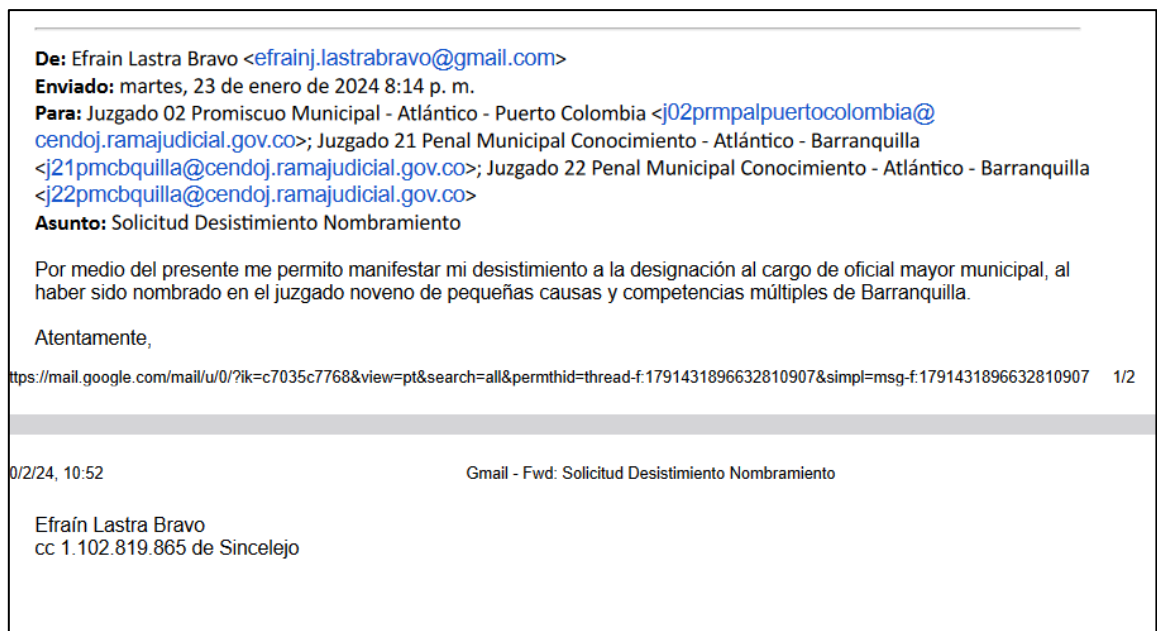 De: Efrain Lastra Bravo <efrainj.lastrabravo@gmail.com>
Enviado: martes, 23 de enero de 2024 8:14 p. m.
Para: Juzgado 02 Promiscuo Municipal - Atlántico - Puerto Colombia <j02prmpalpuertocolombia@
cendoj.ramajudicial.gov.co>; Juzgado 21 Penal Municipal Conocimiento - Atlántico - Barranquilla
<j21pmcbquilla@cendoj.ramajudicial.gov.co>; Juzgado 22 Penal Municipal Conocimiento - Atlántico - Barranquilla
<j22pmcbquilla@cendoj.ramajudicial.gov.co>
Asunto: Solicitud Desistimiento Nombramiento
Por medio del presente me permito manifestar mi desistimiento a la designación al cargo de oficial mayor municipal, al
haber sido nombrado en el juzgado noveno de pequeñas causas y competencias múltiples de Barranquilla.
Atentamente,
ttps://mail.google.com/mail/u/0/?ik=c7035c7768&view=pt&search=all&permthid=thread-f:1791431896632810907&simpl=msg-f:1791431896632810907 1/2
0/2/24, 10:52 Gmail - Fwd: Solicitud Desistimiento Nombramiento
Efraín Lastra Bravo
cc 1.102.819.865 de Sincelejo